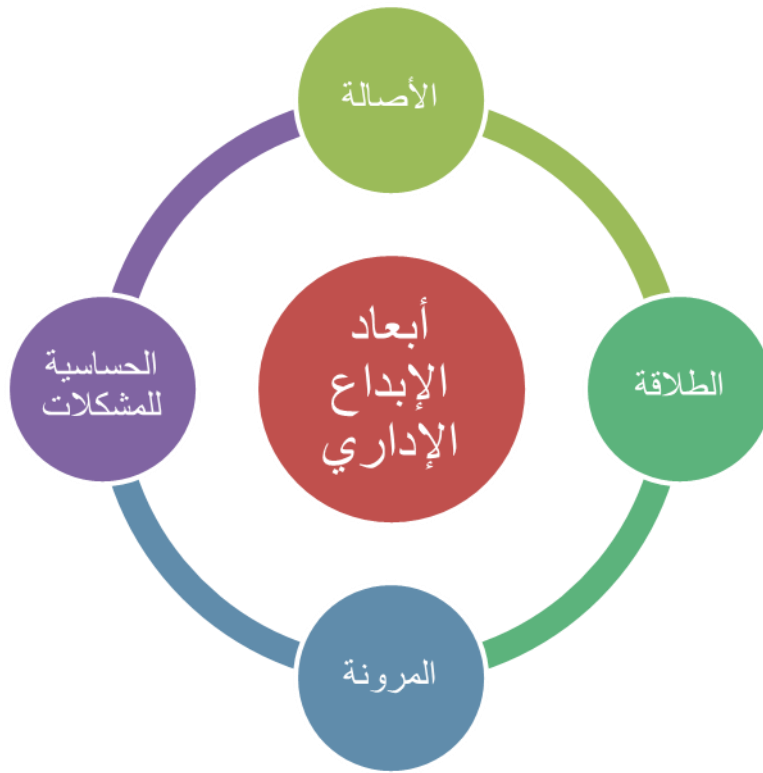 الأصالة
أبعاد
الإبداع
الإداري
الطلاقة
الحساسية
للمشكلات
المرونة